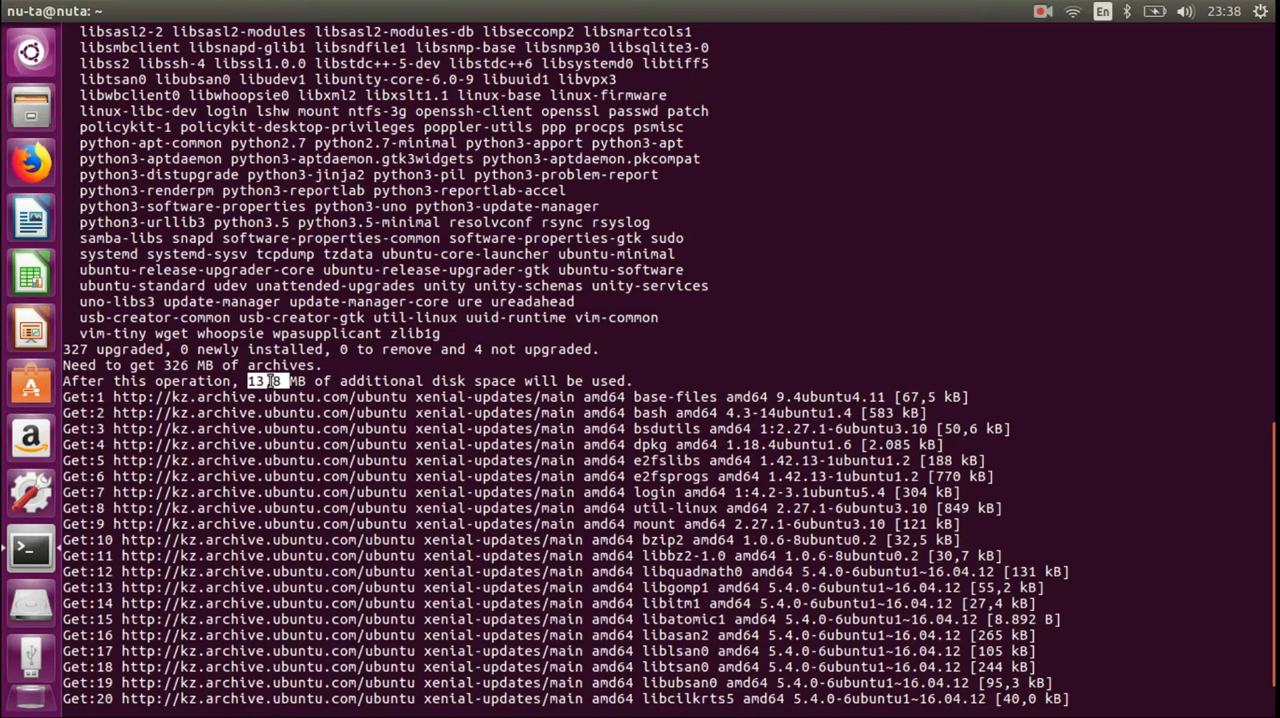 nu-ta@nuta: ~
En
23:38
libsasl2-2 libsasl2-modules libsasl2-modules-db libseccomp2 libsmartcols1
libsmbclient libsnapd-glib1 libsndfile1 libsnmp-base libsnmp30 libsqlite3-0
libss2 libssh-4 libssl1.0.0 libstdc++-5-dev libstdc++6 libsystemd0 libtiff5
libtsan0 libubsan0 libudev1 libunity-core-6.0-9 libuuid1 libvpx3
libwbclient0 libwhoopsie0 libxml2 libxslt1.1 linux-base linux-firmware
linux-libc-dev login lshw mount ntfs-3g openssh-client openssl passwd patch
policykit-1 policykit-desktop-privileges poppler-utils ppp procps psmisc
python-apt-common python2.7 python2.7-minimal python3-apport python3-apt
python3-aptdaemon python3-aptdaemon.gtk3widgets python3-aptdaemon.pkcompat
python3-distupgrade python3-jinja2 python3-pil python3-problem-report
python3-renderpm python3-reportlab python3-reportlab-accel
python3-software-properties python3-uno python3-update-manager
python3-urllib3 python3.5 python3.5-minimal resolvconf rsync rsyslog
samba-libs snapd software-properties-common software-properties-gtk sudo
systemd systemd-sysv tcpdump tzdata ubuntu-core-launcher ubuntu-minimal
ubuntu-release-upgrader-core ubuntu-release-upgrader-gtk ubuntu-software
ubuntu-standard udev unattended-upgrades unity unity-schemas unity-services
uno-libs3 update-manager update-manager-core ure ureadahead
usb-creator-common usb-creator-gtk util-linux uuid-runtime vim-common
vim-tiny wget whoopsie wpasupplicant zlib1g
327 upgraded, 0 newly installed, 0 to remove and 4 not upgraded.
Need to get 326 MB of archives.
After this operation, MB of additional disk space will be used.
Get:1 http://kz.archive.ubuntu.com/ubuntu xenial-updates/main amd64 base-files amd64 9.4ubuntu4.11 [67,5 kB]
Get:2 http://kz.archive.ubuntu.com/ubuntu xenial-updates/main amd64 bash amd64 4.3-14ubuntu1.4 [583 kB]
Get:3 http://kz.archive.ubuntu.com/ubuntu xenial-updates/main amd64 bsdutils amd64 1:2.27.1-6ubuntu3.10 [50,6 kB]
Get:4 http://kz.archive.ubuntu.com/ubuntu xenial-updates/main amd64 dpkg amd64 1.18.4ubuntu1.6 [2.085 kB]
Get:5 http://kz.archive.ubuntu.com/ubuntu xenial-updates/main amd64 e2fslibs amd64 1.42.13-1ubuntu1.2 [188 kB]
Get:6 http://kz.archive.ubuntu.com/ubuntu xenial-updates/main amd64 e2fsprogs amd64 1.42.13-1ubuntu1.2 [770 kB]
Get:7 http://kz.archive.ubuntu.com/ubuntu xenial-updates/main amd64 login amd64 1:4.2-3.1ubuntu5.4 [304 kB]
Get:8 http://kz.archive.ubuntu.com/ubuntu xenial-updates/main amd64 util-linux amd64 2.27.1-6ubuntu3.10 [849 kB]
Get:9 http://kz.archive.ubuntu.com/ubuntu xenial-updates/main amd64 mount amd64 2.27.1-6ubuntu3.10 [121 kB]
Get:10 http://kz.archive.ubuntu.com/ubuntu xenial-updates/main amd64 bzip2 amd64 1.0.6-8ubuntu0.2 [32,5 kB]
Get:11 http://kz.archive.ubuntu.com/ubuntu xenial-updates/main amd64 libbz2-1.0 amd64 1.0.6-8ubuntu0.2 [30,7 kB]
Get:12 http://kz.archive.ubuntu.com/ubuntu xenial-updates/main amd64 libquadmath0 amd64 5.4.0-6ubuntu1~16.04.12 [131 kB]
Get:13 http://kz.archive.ubuntu.com/ubuntu xenial-updates/main amd64 libgomp1 amd64 5.4.0-6ubuntu1~16.04.12 [55,2 kB]
Get:14 http://kz.archive.ubuntu.com/ubuntu xenial-updates/main amd64 libitm1 amd64 5.4.0-6ubuntu1~16.04.12 [27,4 kB]
Get:15 http://kz.archive.ubuntu.com/ubuntu xenial-updates/main amd64 libatomic1 amd64 5.4.0-6ubuntu1~16.04.12 [8.892 B]
Get:16 http://kz.archive.ubuntu.com/ubuntu xenial-updates/main amd64 libasan2 amd64 5.4.0-6ubuntu1~16.04.12 [265 kB]
Get:17 http://kz.archive.ubuntu.com/ubuntu xenial-updates/main amd64 liblsan0 amd64 5.4.0-6ubuntu1~16.04.12 [105 kB]
Get:18 http://kz.archive.ubuntu.com/ubuntu xenial-updates/main amd64 libtsan0 amd64 5.4.0-6ubuntu1~16.04.12 [244 kB]
Get:19 http://kz.archive.ubuntu.com/ubuntu xenial-updates/main amd64 libubsan0 amd64 5.4.0-6ubuntu1~16.04.12 [95,3 kB]
Get:20 http://kz.archive.ubuntu.com/ubuntu xenial-updates/main amd64 libcilkrts5 amd64 5.4.0-6ubuntu1~16.04.12 [40,0 kB]